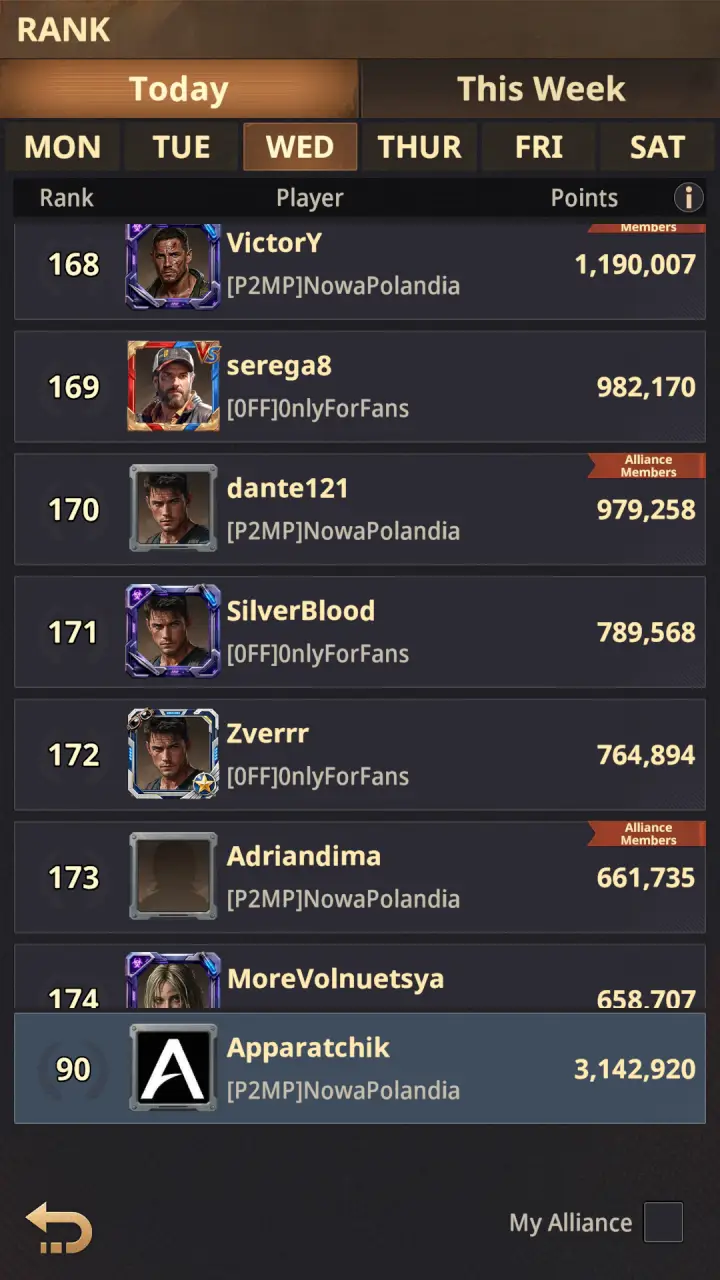 RANK
Today
This Week
MON TUE WED THUR FRI SAT
Rank Player Points i
Members
168 VictorY 1,190,007
[P2MP]NowaPolandia
169 serega8 982,170
VS
[0FF]0nlyForFans
Alliance
Members
170 dante121 979,258
[P2MP]NowaPolandia
171 SilverBlood 789,568
[0FF]0nlyForFans
172 Zverrr 764,894
[0FF]0nlyForFans
Alliance
Members
173 Adriandima 661,735
[P2MP]NowaPolandia
174 MoreVolnuetsya 658,707
90 Apparatchik 3,142,920
[P2MP]NowaPolandia
My Alliance